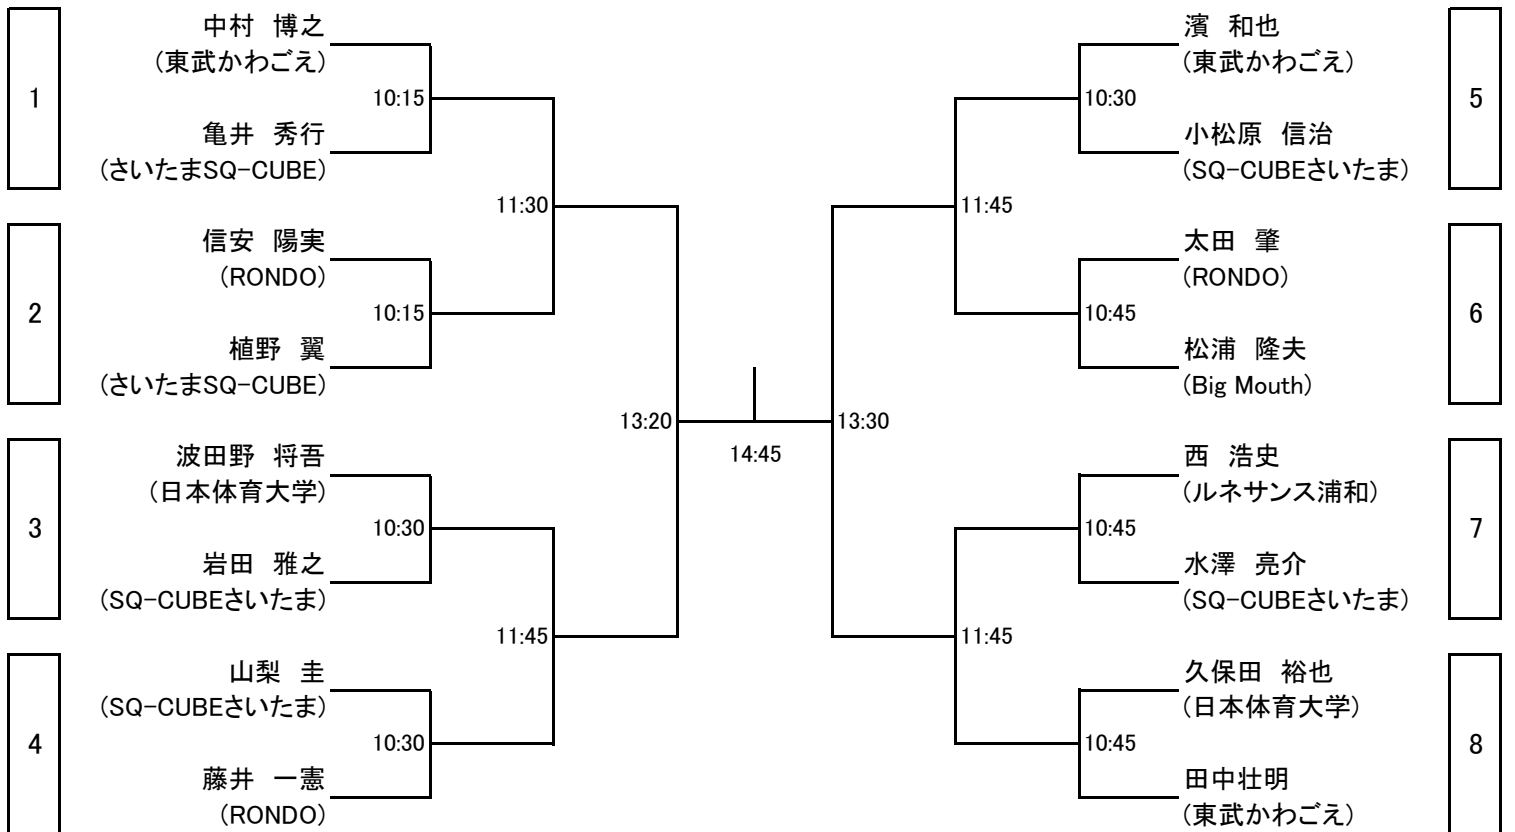 1
中村 博之
(東武かわごえ)
10:15
亀井 秀行
(さいたまSQ-CUBE)
11:30
2
信安 陽実
(RONDO)
10:15
植野 翼
(さいたまSQ-CUBE)
13:20
3
波田野 将吾
(日本体育大学)
10:30
岩田 雅之
(SQ-CUBEさいたま)
11:45
4
山梨 圭
(SQ-CUBEさいたま)
10:30
藤井 一憲
(RONDO)
14:45
濱 和也
(東武かわごえ)
10:30
5
小松原 信治
(SQ-CUBEさいたま)
11:45
太田 肇
(RONDO)
10:45
6
松浦 隆夫
(Big Mouth)
13:30
西 浩史
(ルネサンス浦和)
10:45
7
水澤 亮介
(SQ-CUBEさいたま)
11:45
久保田 裕也
(日本体育大学)
10:45
8
田中壮明
(東武かわごえ)